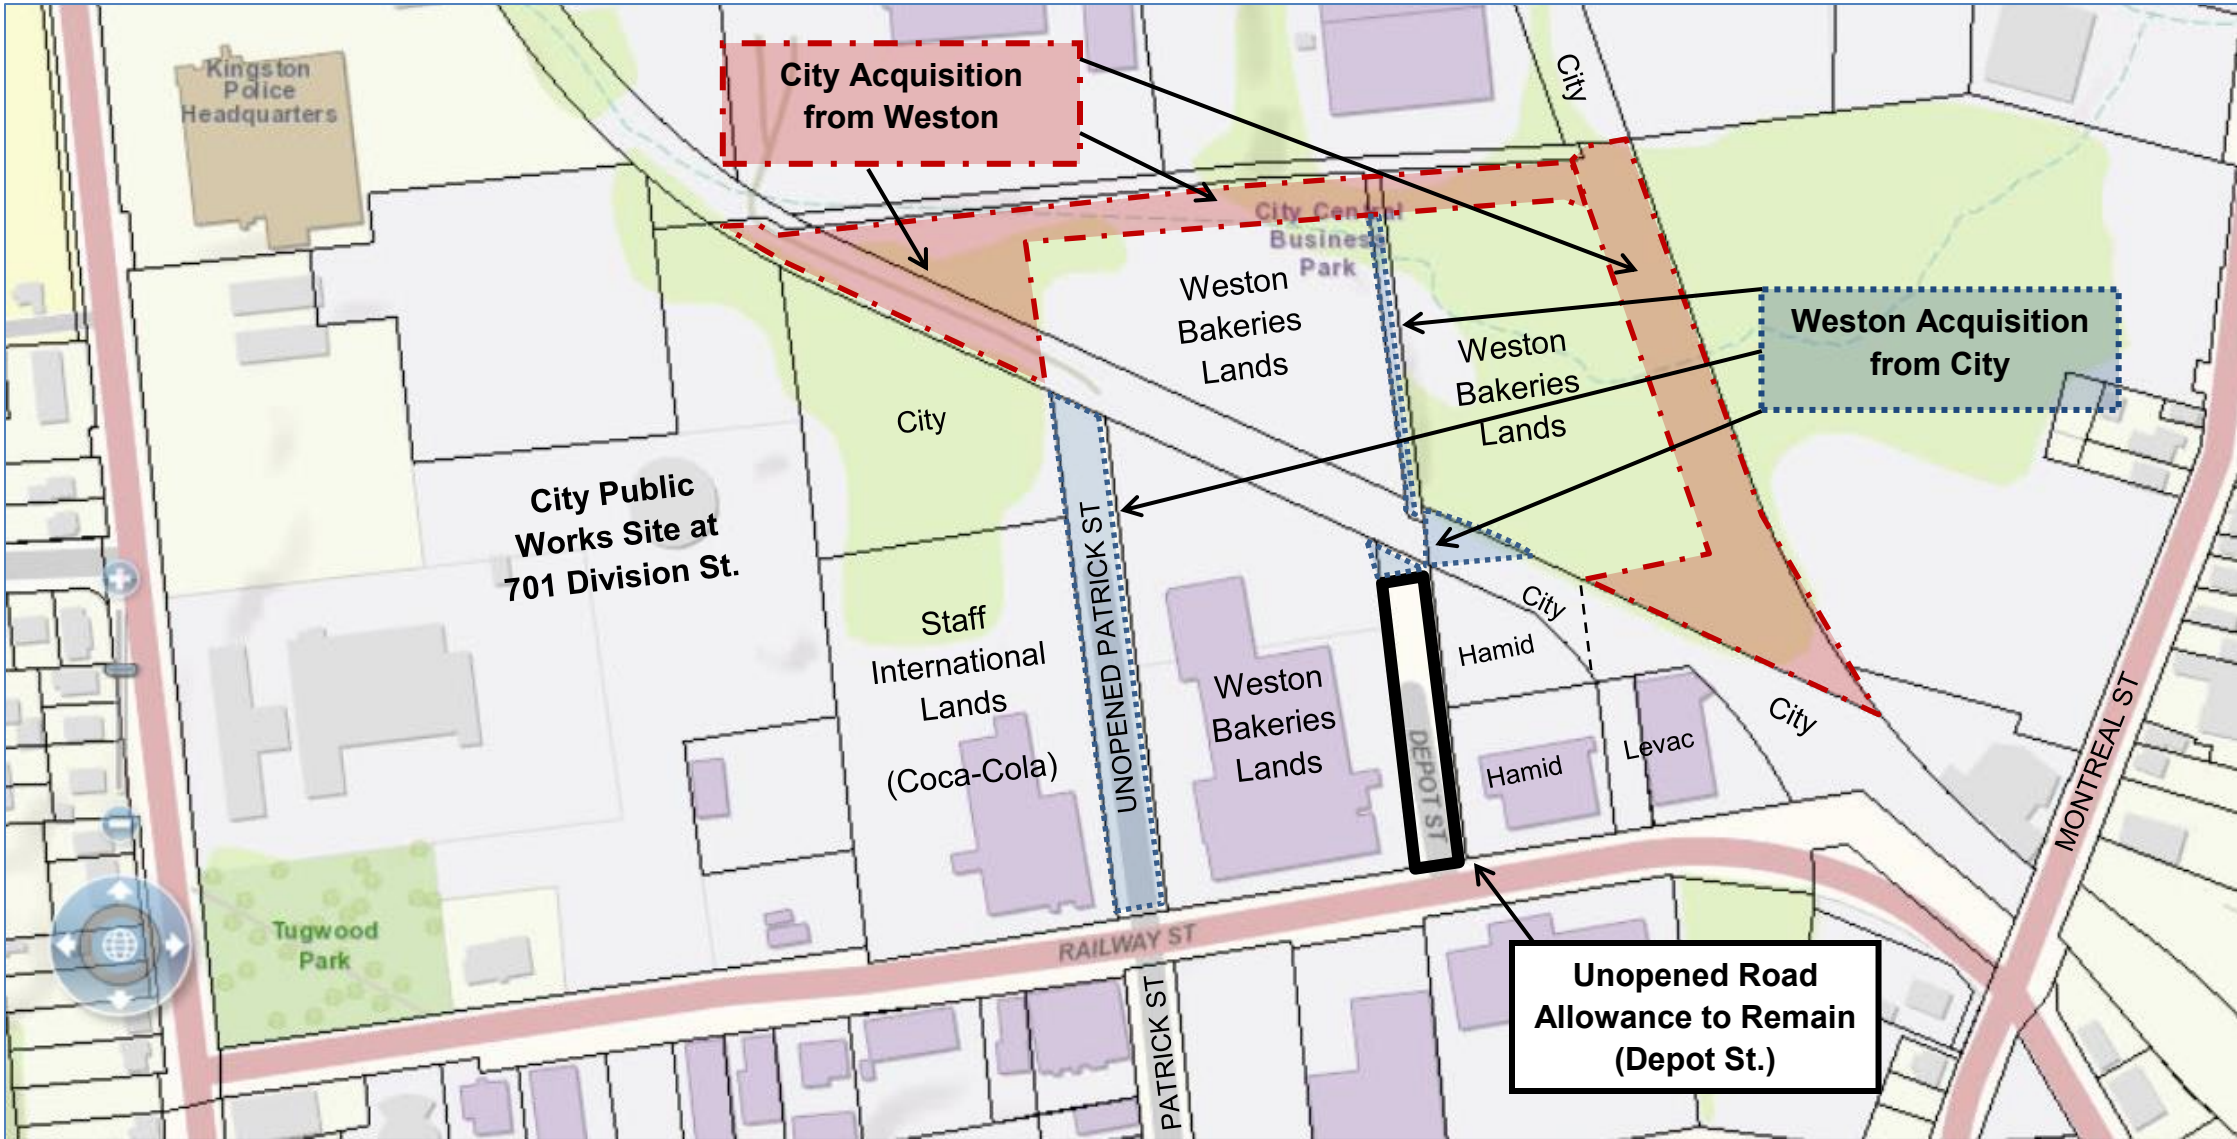 Kingston
Police
Headquarters
City Acquisition
from Weston
City
City Central
Business
Park
Weston
Bakeries
Lands
Weston
Bakeries
Lands
Weston Acquisition
from City
City
City Public
Works Site at
701 Division St.
UNOPENED PATRICK ST
Staff
International
Lands
(Coca-Cola)
Weston
Bakeries
Lands
City
Hamid
City
Hamid
Levac
DEPOT ST
MONTREAL ST
Tugwood
Park
RAILWAY ST
PATRICK ST
Unopened Road
Allowance to Remain
(Depot St.)